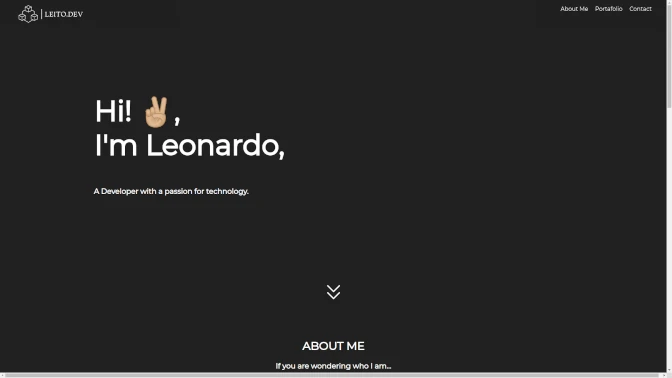 LEITO.DEV
About Me Portafolio Contact
Hi! ✌🏼,
I'm Leonardo,
A Developer with a passion for technology.
ABOUT ME
If you are wondering who I am...